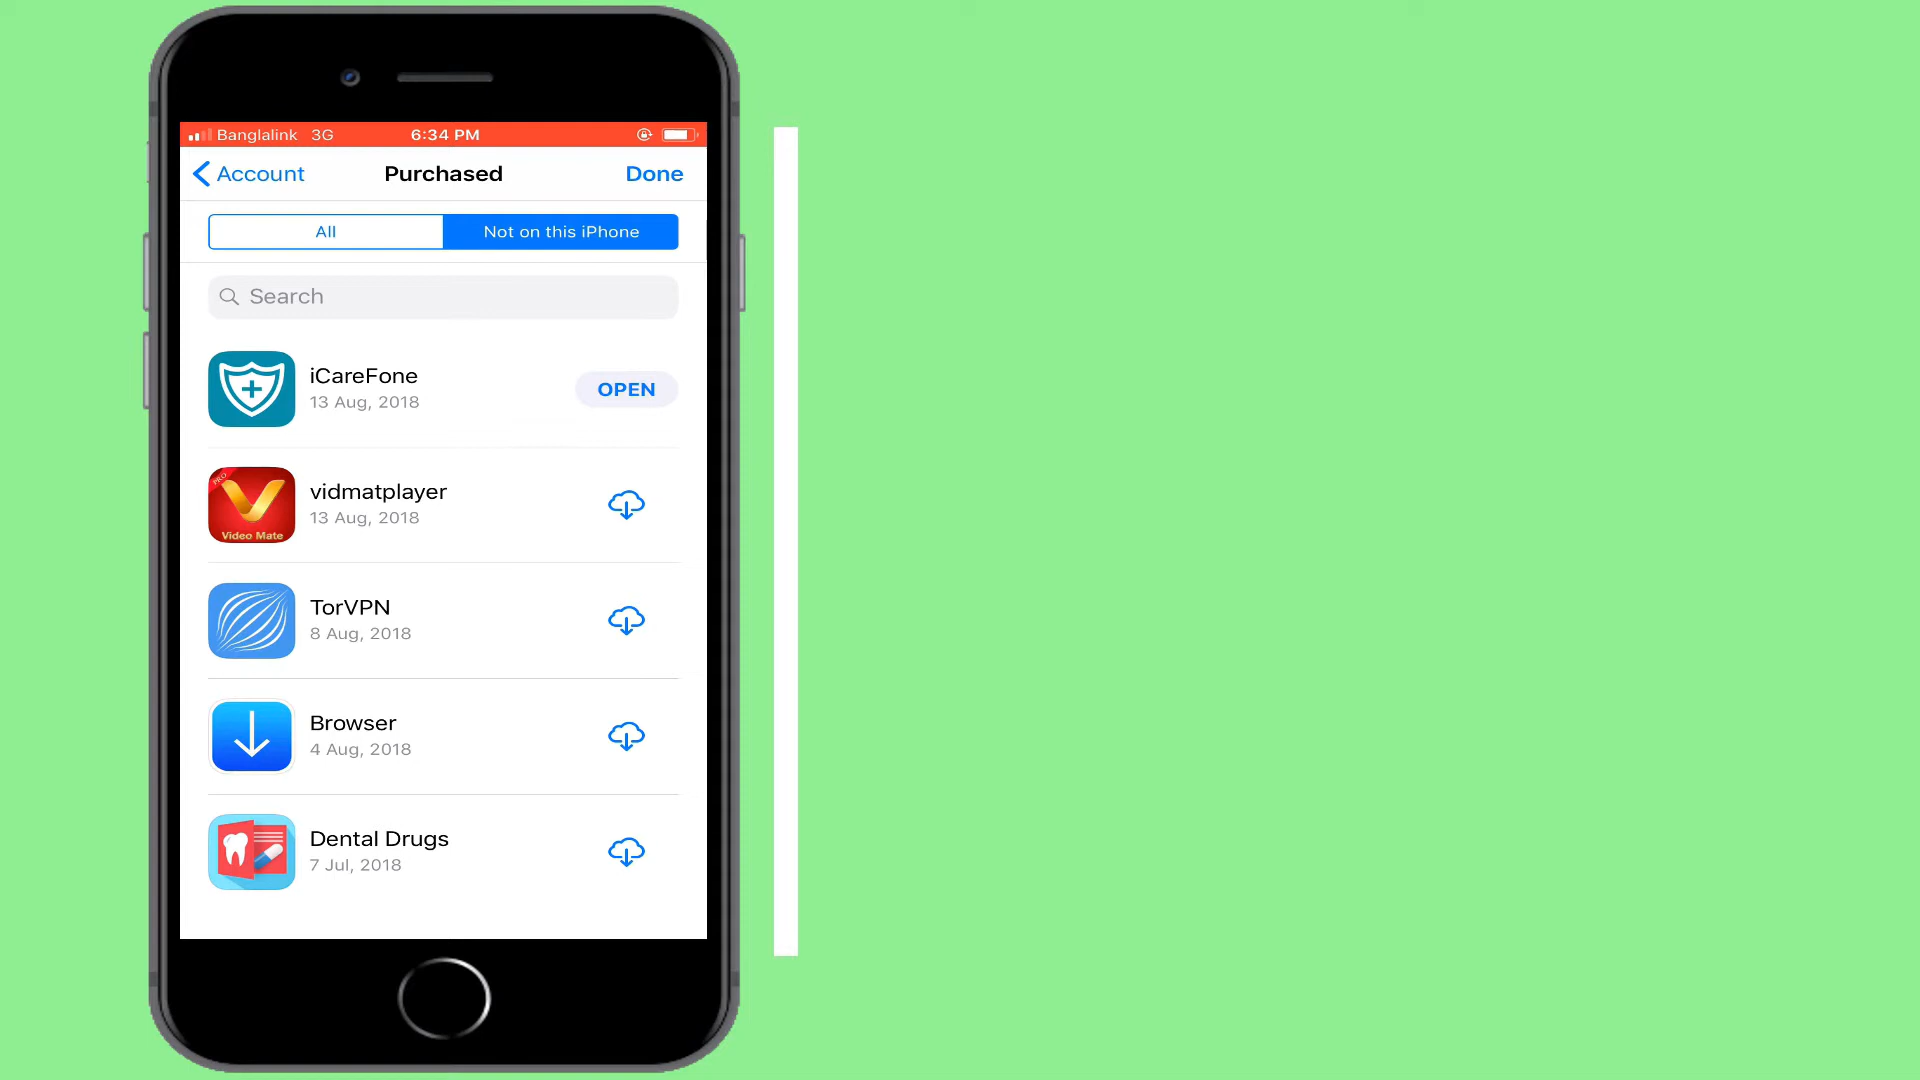 Banglalink 3G 6:34 PM
Account Purchased Done
All Not on this iPhone
Search
iCareFone
13 Aug, 2018
OPEN
PRO
Video Mate
vidmatplayer
13 Aug, 2018
TorVPN
8 Aug, 2018
Browser
4 Aug, 2018
Dental Drugs
7 Jul, 2018